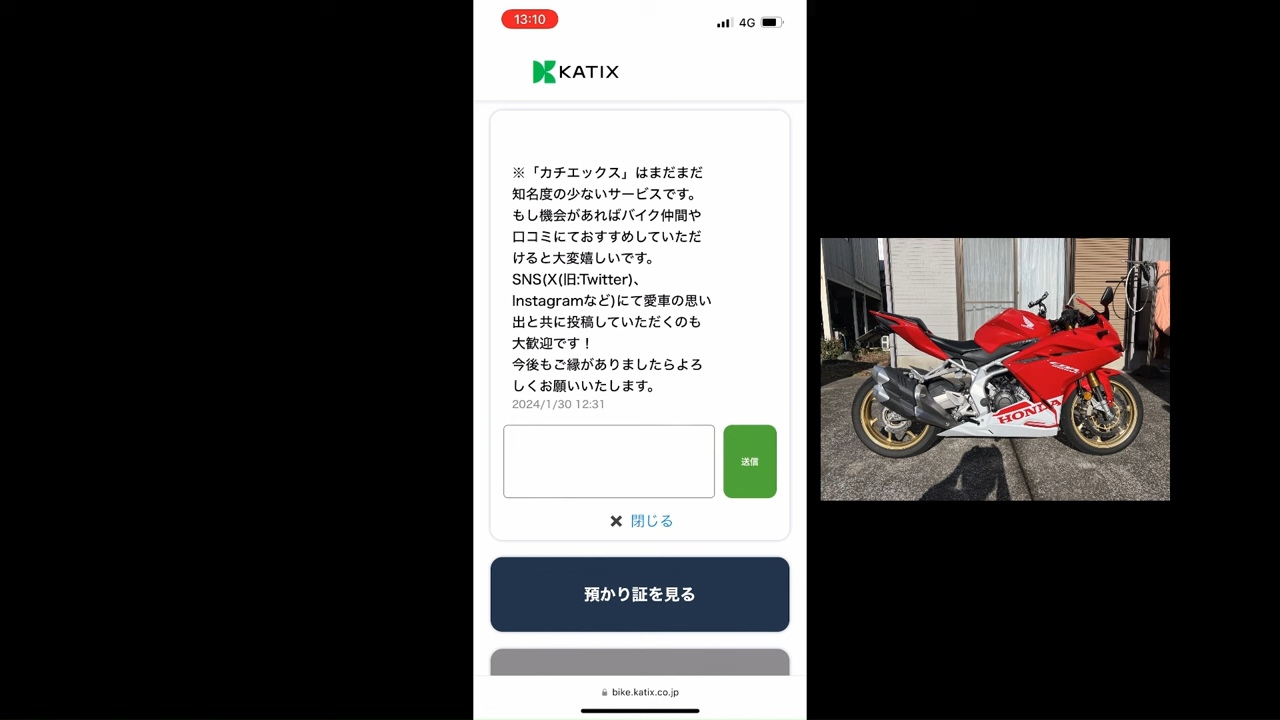 13:10
4G
KATIX
※「カチエックス」はまだまだ
知名度の少ないサービスです。
もし機会があればバイク仲間や
口コミにておすすめしていただ
けると大変嬉しいです。
SNS(X(旧:Twitter)、
Instagramなど)にて愛車の思い
出と共に投稿していただくのも
大歓迎です！
今後もご縁がありましたらよろ
しくお願いいたします。
2024/1/30 12:31
送信
✖ 閉じる
預かり証を見る
bike.katix.co.jp
HONDA